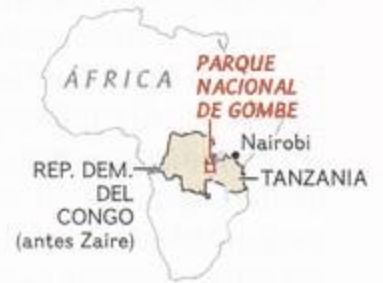 PARQUE
NACIONAL
DE GOMBE
ÁFRICA
Nairobi
REP. DEM.
DEL
CONGO
(antes Zaire)
TANZANIA